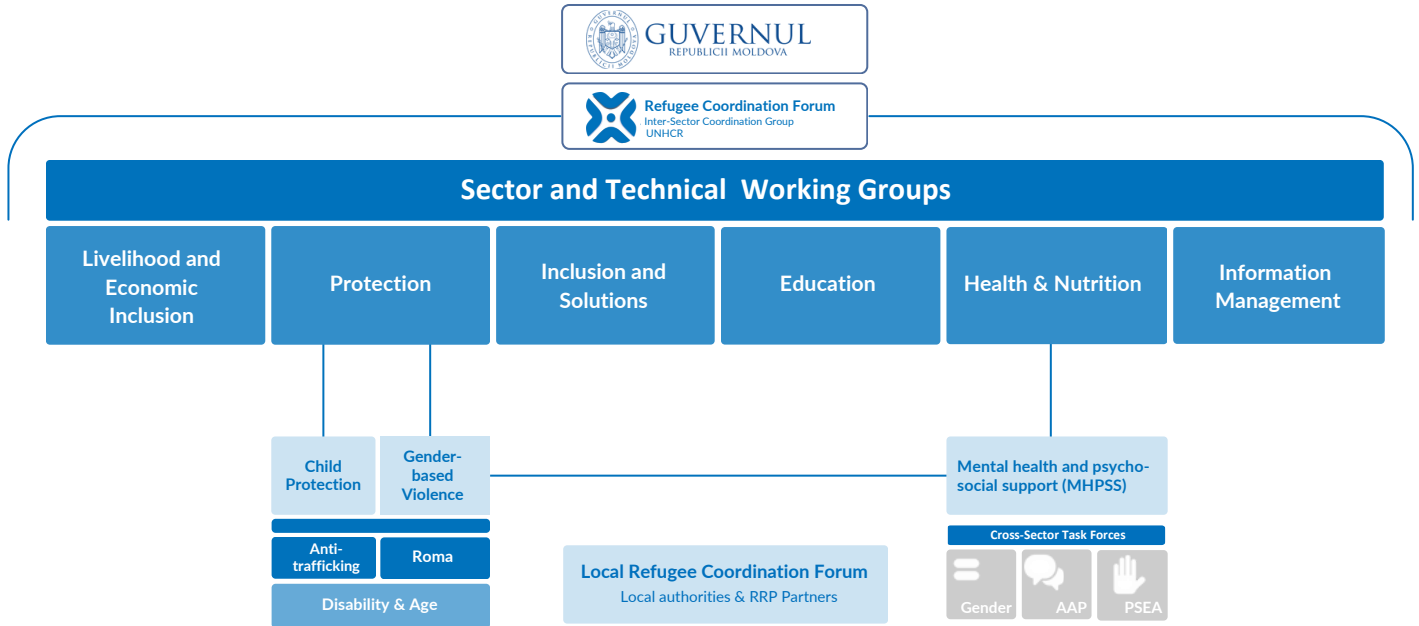 GUVERNUL
REPUBLICII MOLDOVA
Refugee Coordination Forum
Inter-Sector Coordination Group
UNHCR
Sector and Technical Working Groups
Livelihood and
Economic
Inclusion
Protection
Inclusion and
Solutions
Education
Health & Nutrition
Information
Management
Child
Protection
Gender-
based
Violence
Mental health and psycho-
social support (MHPSS)
Anti-
trafficking
Roma
Disability & Age
Local Refugee Coordination Forum
Local authorities & RRP Partners
Cross-Sector Task Forces
Gender
AAP
PSEA